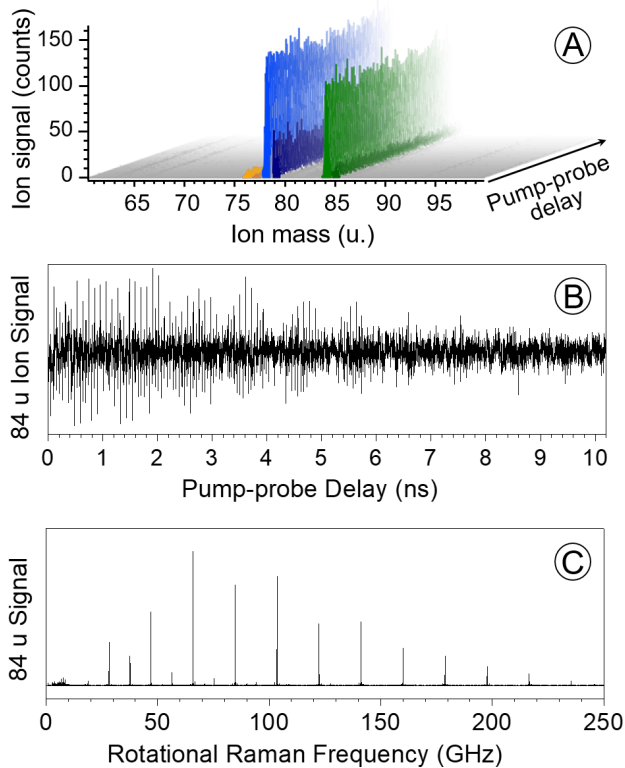 Ion signal (counts)
150
100
50
0
65 70 75 80 85 90 95
Ion mass (u.)
Pump-probe
delay
A
84 u Ion Signal
B
0 1 2 3 4 5 6 7 8 9 10
Pump-probe Delay (ns)
84 u Signal
C
0 50 100 150 200 250
Rotational Raman Frequency (GHz)